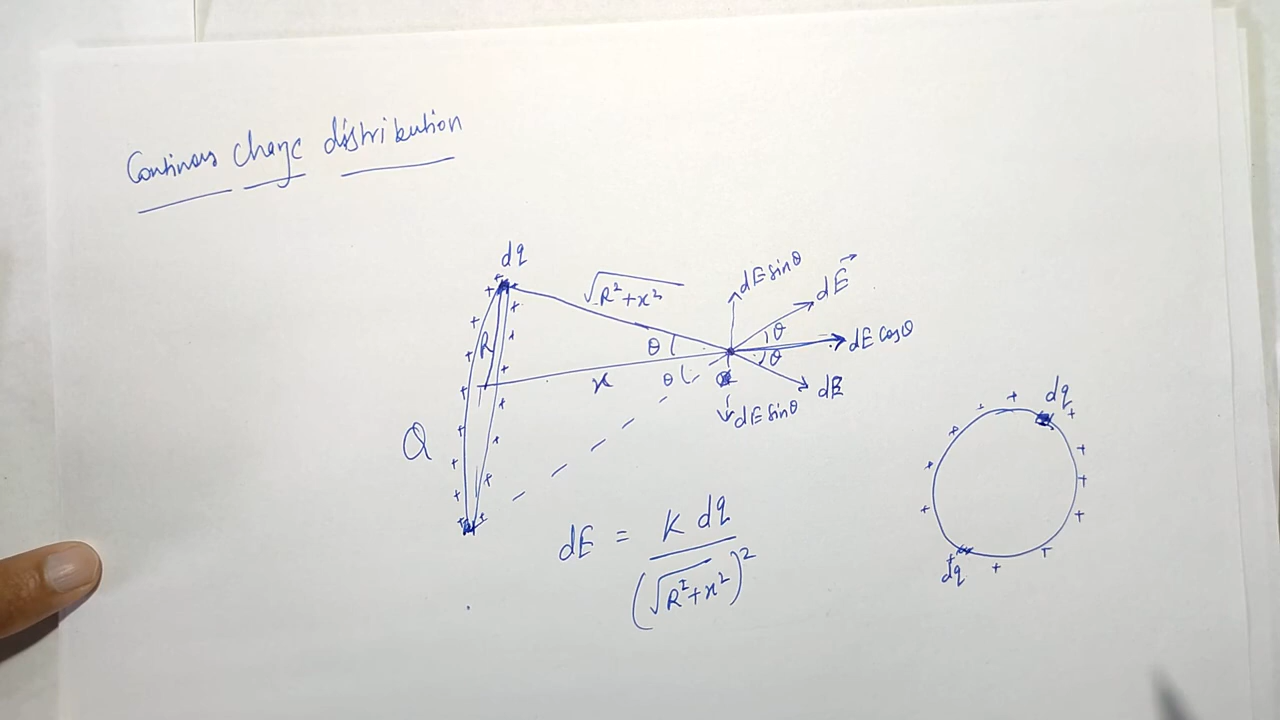 Continous charge distribution
dq
√R²+x²
dE sinθ
dE⃗
R
θ
θ
dE cosθ
x
θ
θ
dE
dE sinθ
Q
dq
dE = K dq / (√R²+x²)²
dq